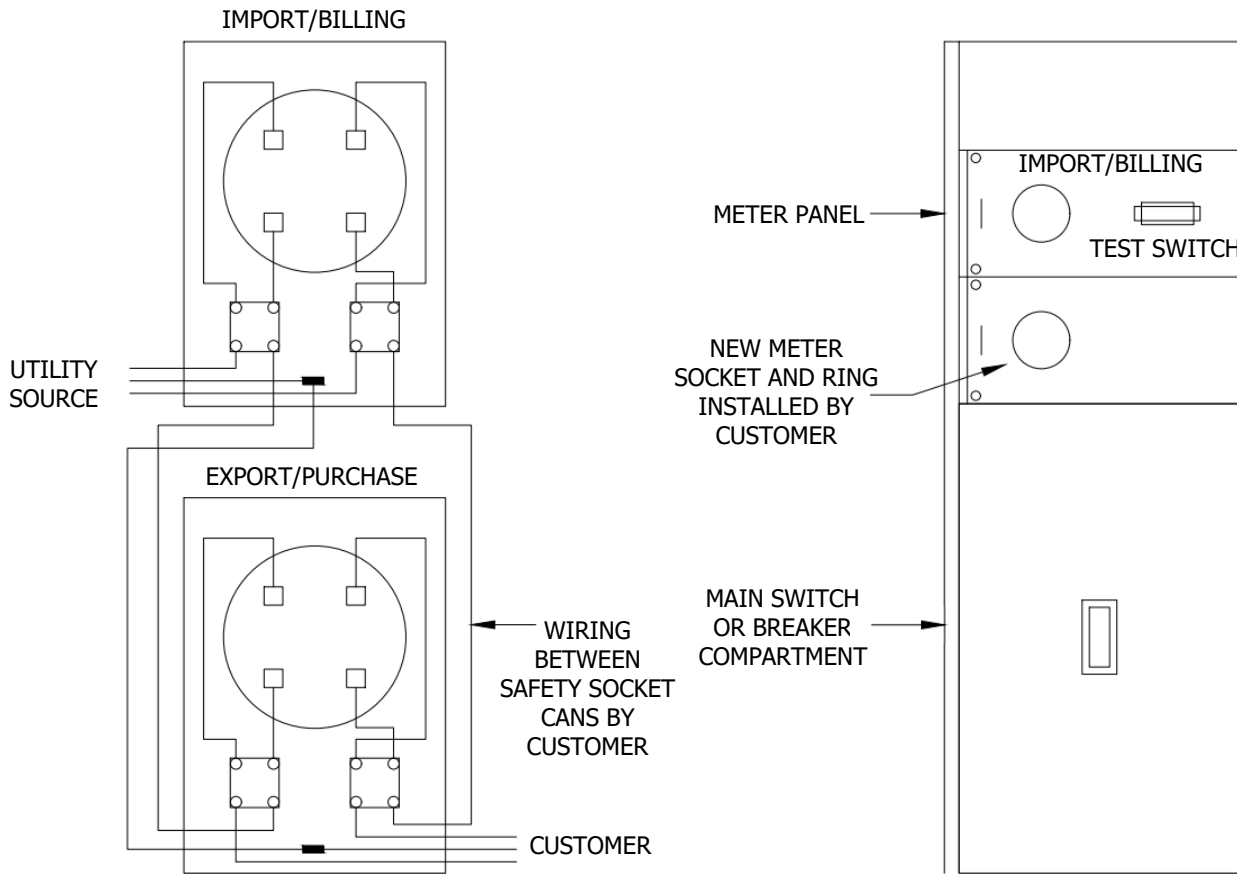 IMPORT/BILLING
UTILITY
SOURCE
EXPORT/PURCHASE
WIRING
BETWEEN
SAFETY SOCKET
CANS BY
CUSTOMER
CUSTOMER
IMPORT/BILLING
METER PANEL
TEST SWITCH
NEW METER
SOCKET AND RING
INSTALLED BY
CUSTOMER
MAIN SWITCH
OR BREAKER
COMPARTMENT